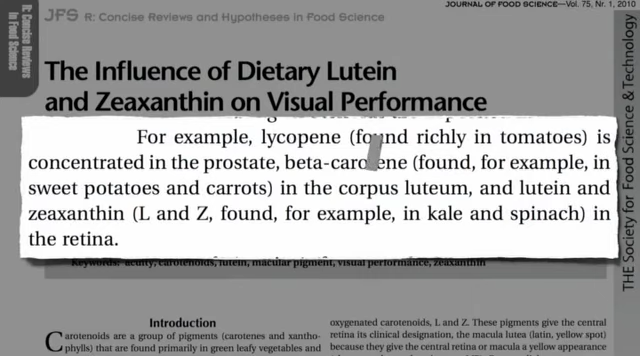 JOURNAL OF FOOD SCIENCE—Vol. 75, Nr. 1, 2010
JFS R: Concise Reviews and Hypotheses in Food Science
R: Concise Reviews
in Food Science
The Influence of Dietary Lutein
and Zeaxanthin on Visual Performance
For example, lycopene (found richly in tomatoes) is
concentrated in the prostate, beta-carotene (found, for example, in
sweet potatoes and carrots) in the corpus luteum, and lutein and
zeaxanthin (L and Z, found, for example, in kale and spinach) in
the retina.
Keywords: acuity, carotenoids, lutein, macular pigment, visual performance, zeaxanthin
Introduction
Carotenoids are a group of pigments (carotenes and xantho-
phylls) that are found primarily in green leafy vegetables and
oxygenated carotenoids, L and Z. These pigments give the central
retina its clinical designation, the macula lutea (latin, yellow spot)
because they give the central retina or macula a yellow appearance
THE Society for Food Science & Technology